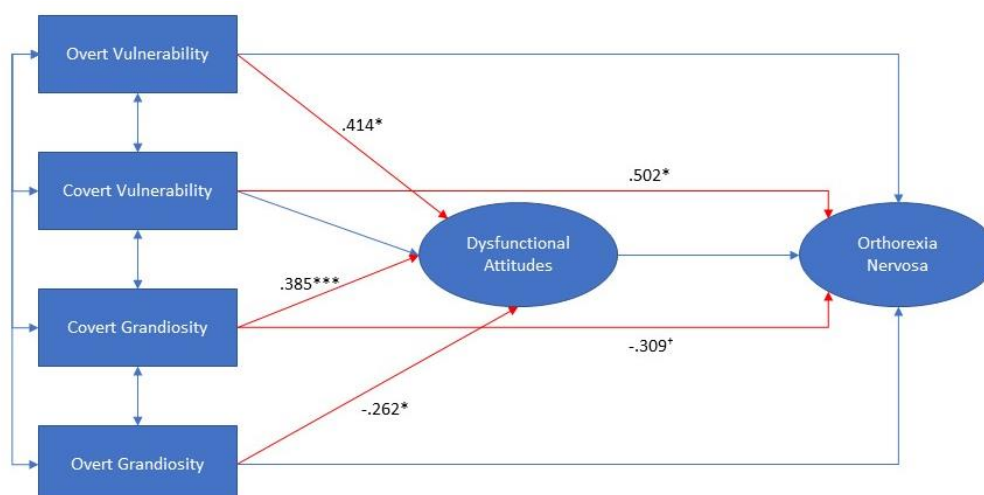 Overt Vulnerability
.414*
Covert Vulnerability
.502*
Dysfunctional
Attitudes
Orthorexia
Nervosa
.385***
Covert Grandiosity
-.309†
-.262*
Overt Grandiosity